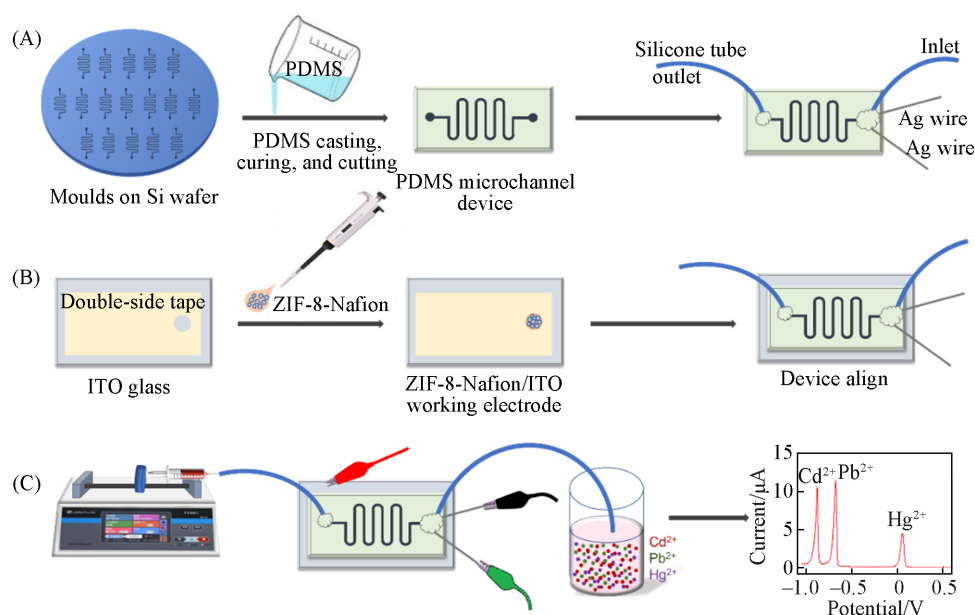 (A)
PDMS
PDMS casting,
curing, and cutting
Moulds on Si wafer
PDMS microchannel
device
Silicone tube
outlet
Inlet
Ag wire
Ag wire
(B)
Double-side tape
ITO glass
ZIF-8-Nafion
ZIF-8-Nafion/ITO
working electrode
Device align
(C)
Cd²⁺
Pb²⁺
Hg²⁺
Current/μA
15
10
5
0
Cd²⁺ Pb²⁺
Hg²⁺
−1.0 −0.5 0 0.5
Potential/V